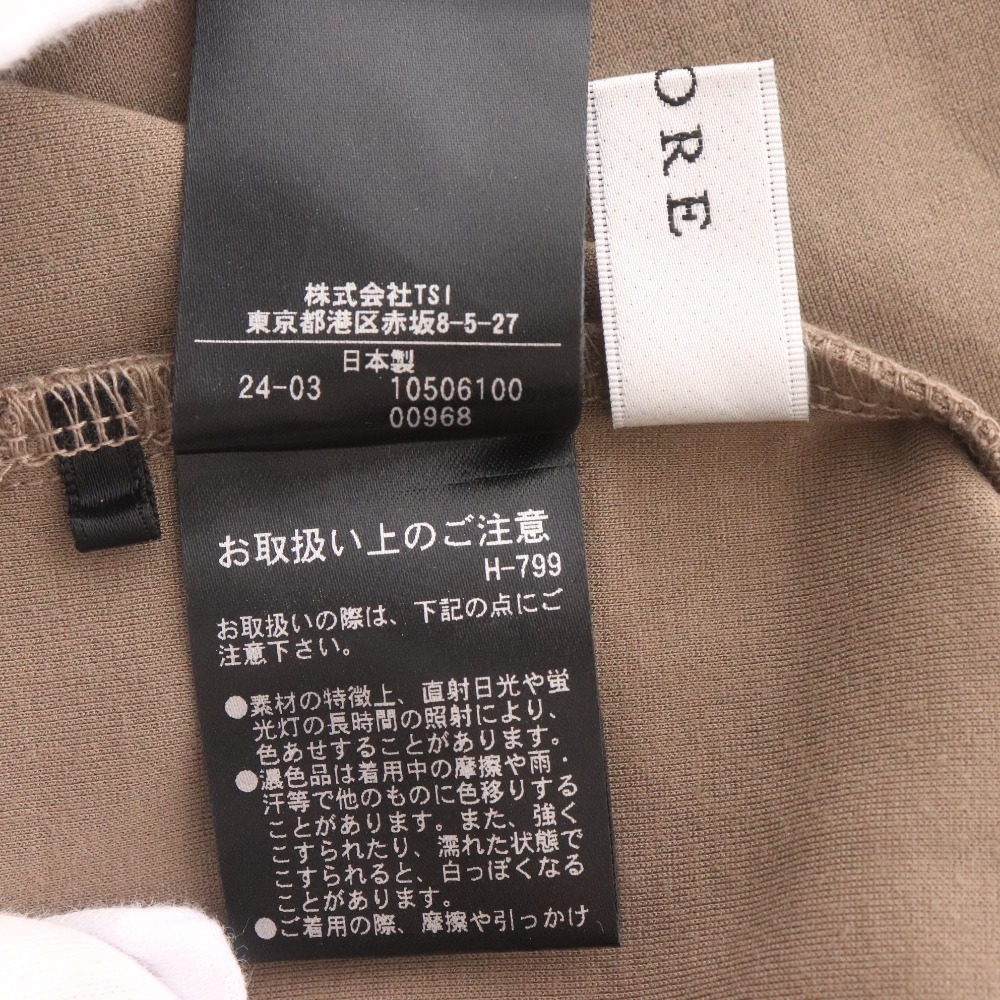 ORE
株式会社TSI
東京都港区赤坂8-5-27
日本製
24-03 10506100
00968
お取扱い上のご注意
H-799
お取扱いの際は、下記の点にご
注意下さい。
●素材の特徴上、直射日光や蛍
光灯の長時間の照射により、
色あせすることがあります。
●濃色品は着用中の摩擦や雨・
汗等で他のものに色移りする
ことがあります。また、強く
こすられたり、濡れた状態で
こすられると、白っぽくなる
ことがあります。
●ご着用の際、摩擦や引っかけ